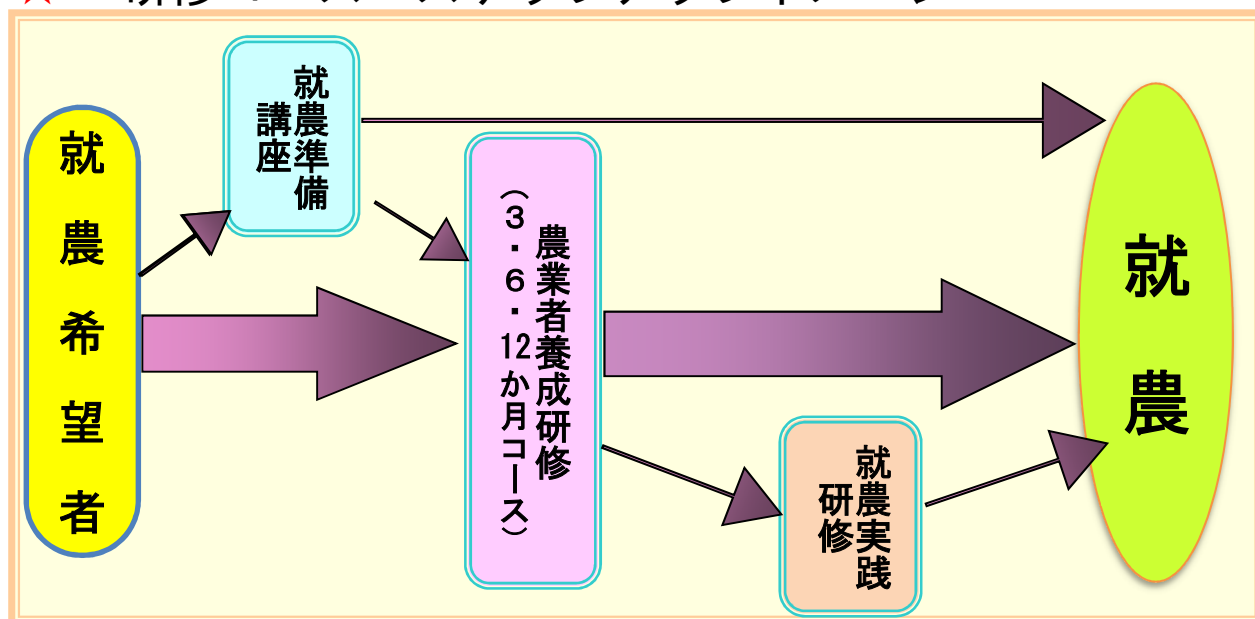 就農希望者
就農準備
講座
農業者養成研修
（３・６・12か月コース）
就農実践
研修
就農